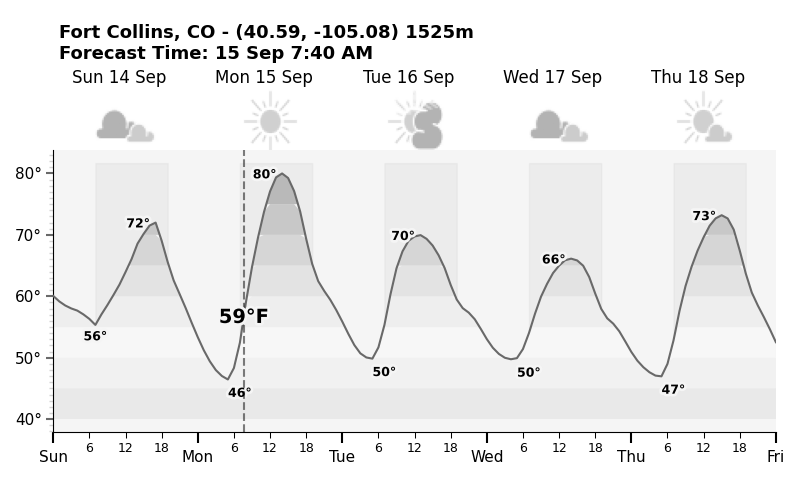 Fort Collins, CO - (40.59, -105.08) 1525m
Forecast Time: 15 Sep 7:40 AM
Sun 14 Sep Mon 15 Sep Tue 16 Sep Wed 17 Sep Thu 18 Sep
80° 80°
72° 73°
70° 70°
66°
60°
59°F
56°
50° 50° 50°
46° 47°
40°
6 12 18 6 12 18 6 12 18 6 12 18 6 12 18
Sun Mon Tue Wed Thu Fri